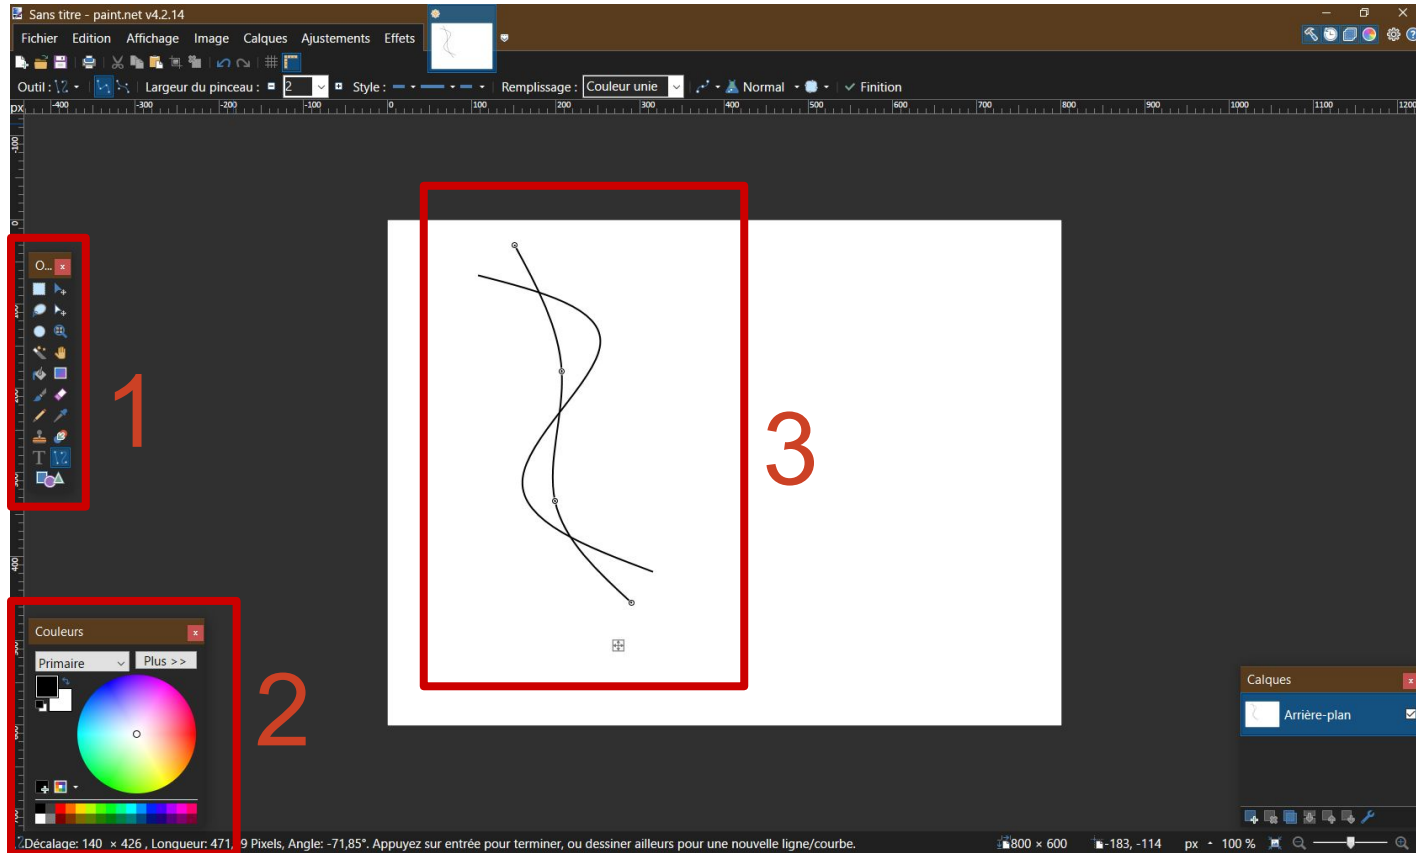 Sans titre - paint.net v4.2.14
Fichier Edition Affichage Image Calques Ajustements Effets
Outil : Largeur du pinceau : 2 Style : Remplissage : Couleur unie Normal Finition
px -400 -300 -200 -100 0 100 200 300 400 500 600 700 800 900 1000 1100 1200
-100
0
O...
1
3
T
400
Couleurs
Primaire Plus >>
2
Calques
Arrière-plan
Décalage: 140 × 426 , Longueur: 471, 9 Pixels, Angle: -71,85°. Appuyez sur entrée pour terminer, ou dessiner ailleurs pour une nouvelle ligne/courbe. 800 × 600 -183, -114 px 100 %